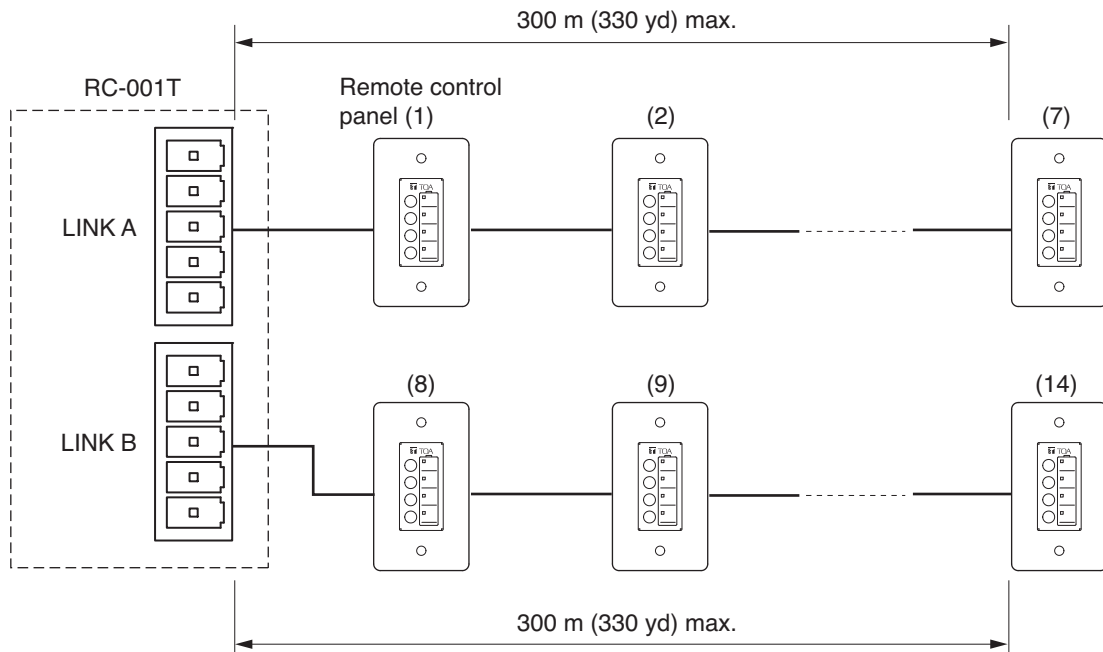 300 m (330 yd) max.
RC-001T
Remote control
panel (1)
(2)
(7)
TOA
TOA
TOA
LINK A
(8)
(9)
(14)
LINK B
TOA
TOA
TOA
300 m (330 yd) max.